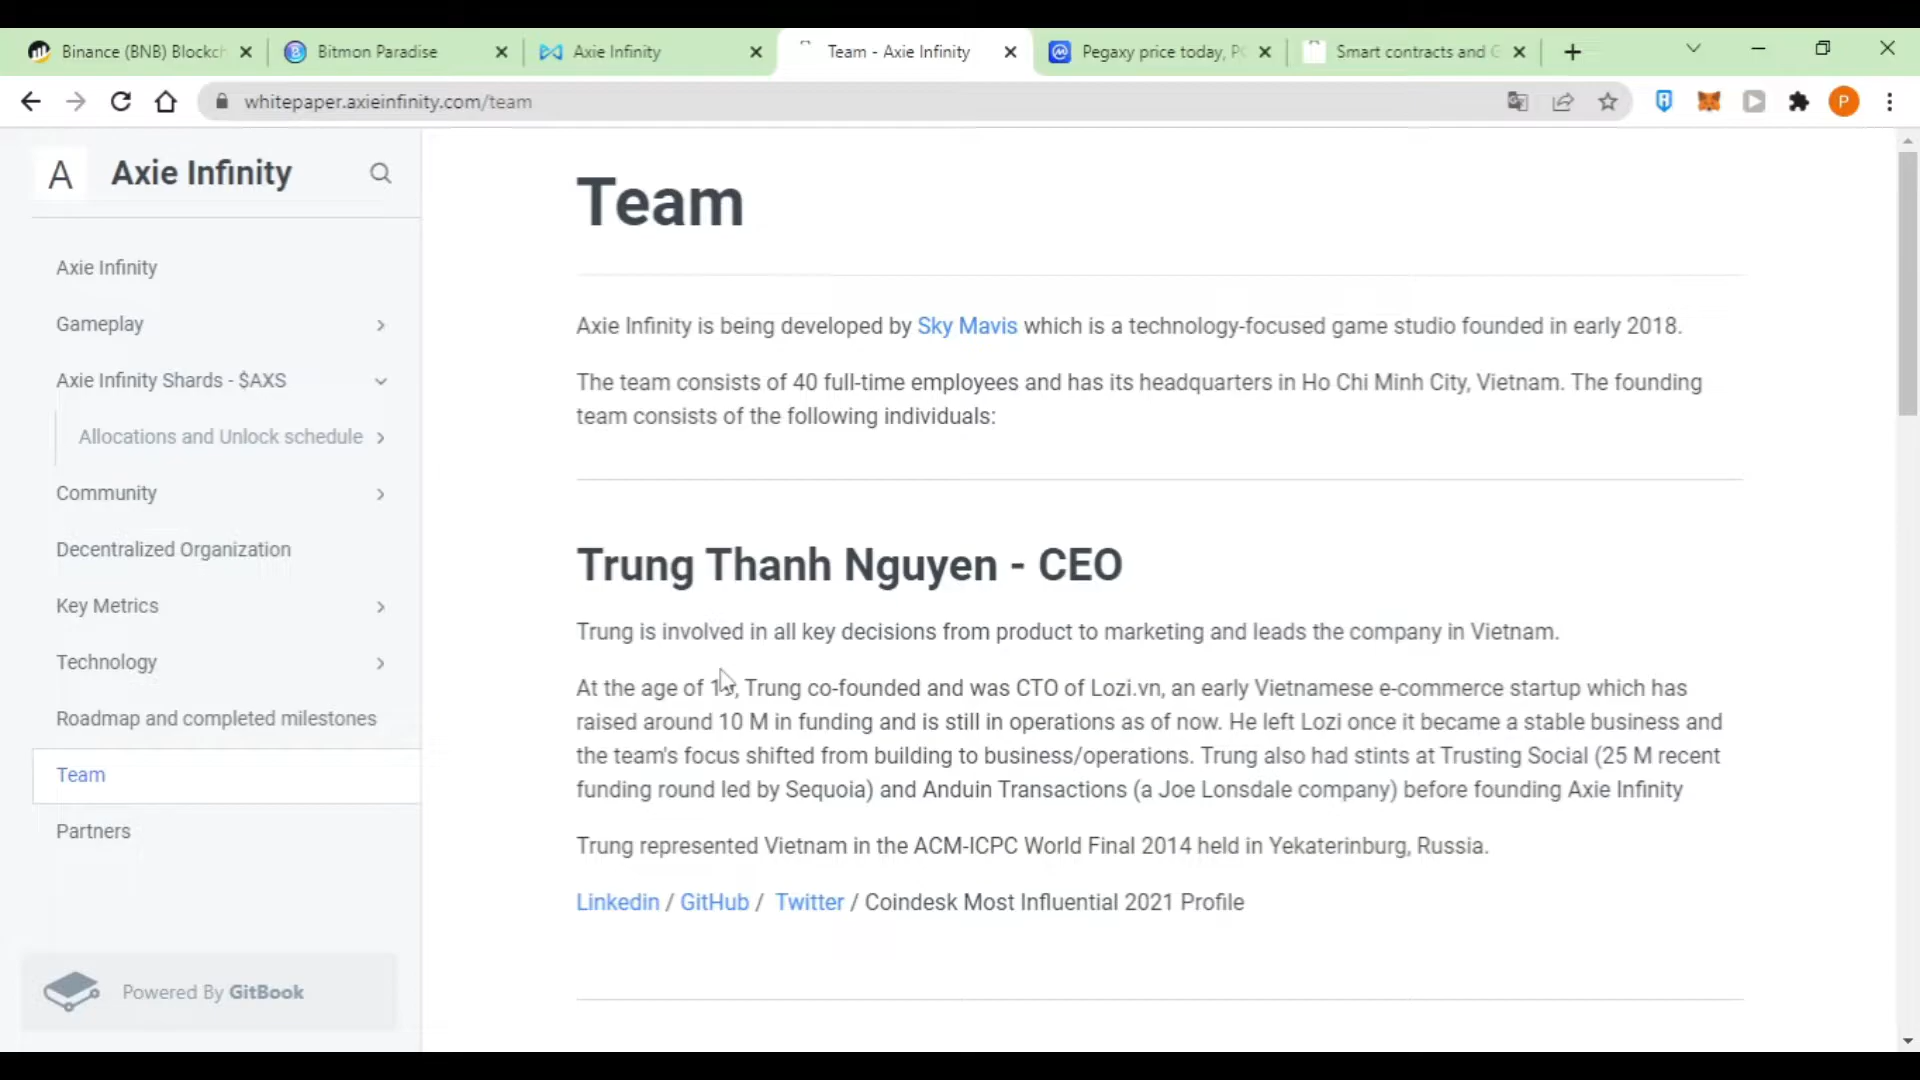 Binance (BNB) Blockch
Bitmon Paradise
Axie Infinity
Team - Axie Infinity
Pegaxy price today, P
Smart contracts and
whitepaper.axieinfinity.com/team
P
A
Axie Infinity
Axie Infinity
Gameplay
Axie Infinity Shards - $AXS
Allocations and Unlock schedule
Community
Decentralized Organization
Key Metrics
Technology
Roadmap and completed milestones
Team
Partners
Powered By GitBook
Team
Axie Infinity is being developed by Sky Mavis which is a technology-focused game studio founded in early 2018.
The team consists of 40 full-time employees and has its headquarters in Ho Chi Minh City, Vietnam. The founding
team consists of the following individuals:
Trung Thanh Nguyen - CEO
Trung is involved in all key decisions from product to marketing and leads the company in Vietnam.
At the age of Trung co-founded and was CTO of Lozi.vn, an early Vietnamese e-commerce startup which has
raised around 10 M in funding and is still in operations as of now. He left Lozi once it became a stable business and
the team's focus shifted from building to business/operations. Trung also had stints at Trusting Social (25 M recent
funding round led by Sequoia) and Anduin Transactions (a Joe Lonsdale company) before founding Axie Infinity
Trung represented Vietnam in the ACM-ICPC World Final 2014 held in Yekaterinburg, Russia.
Linkedin / GitHub / Twitter / Coindesk Most Influential 2021 Profile